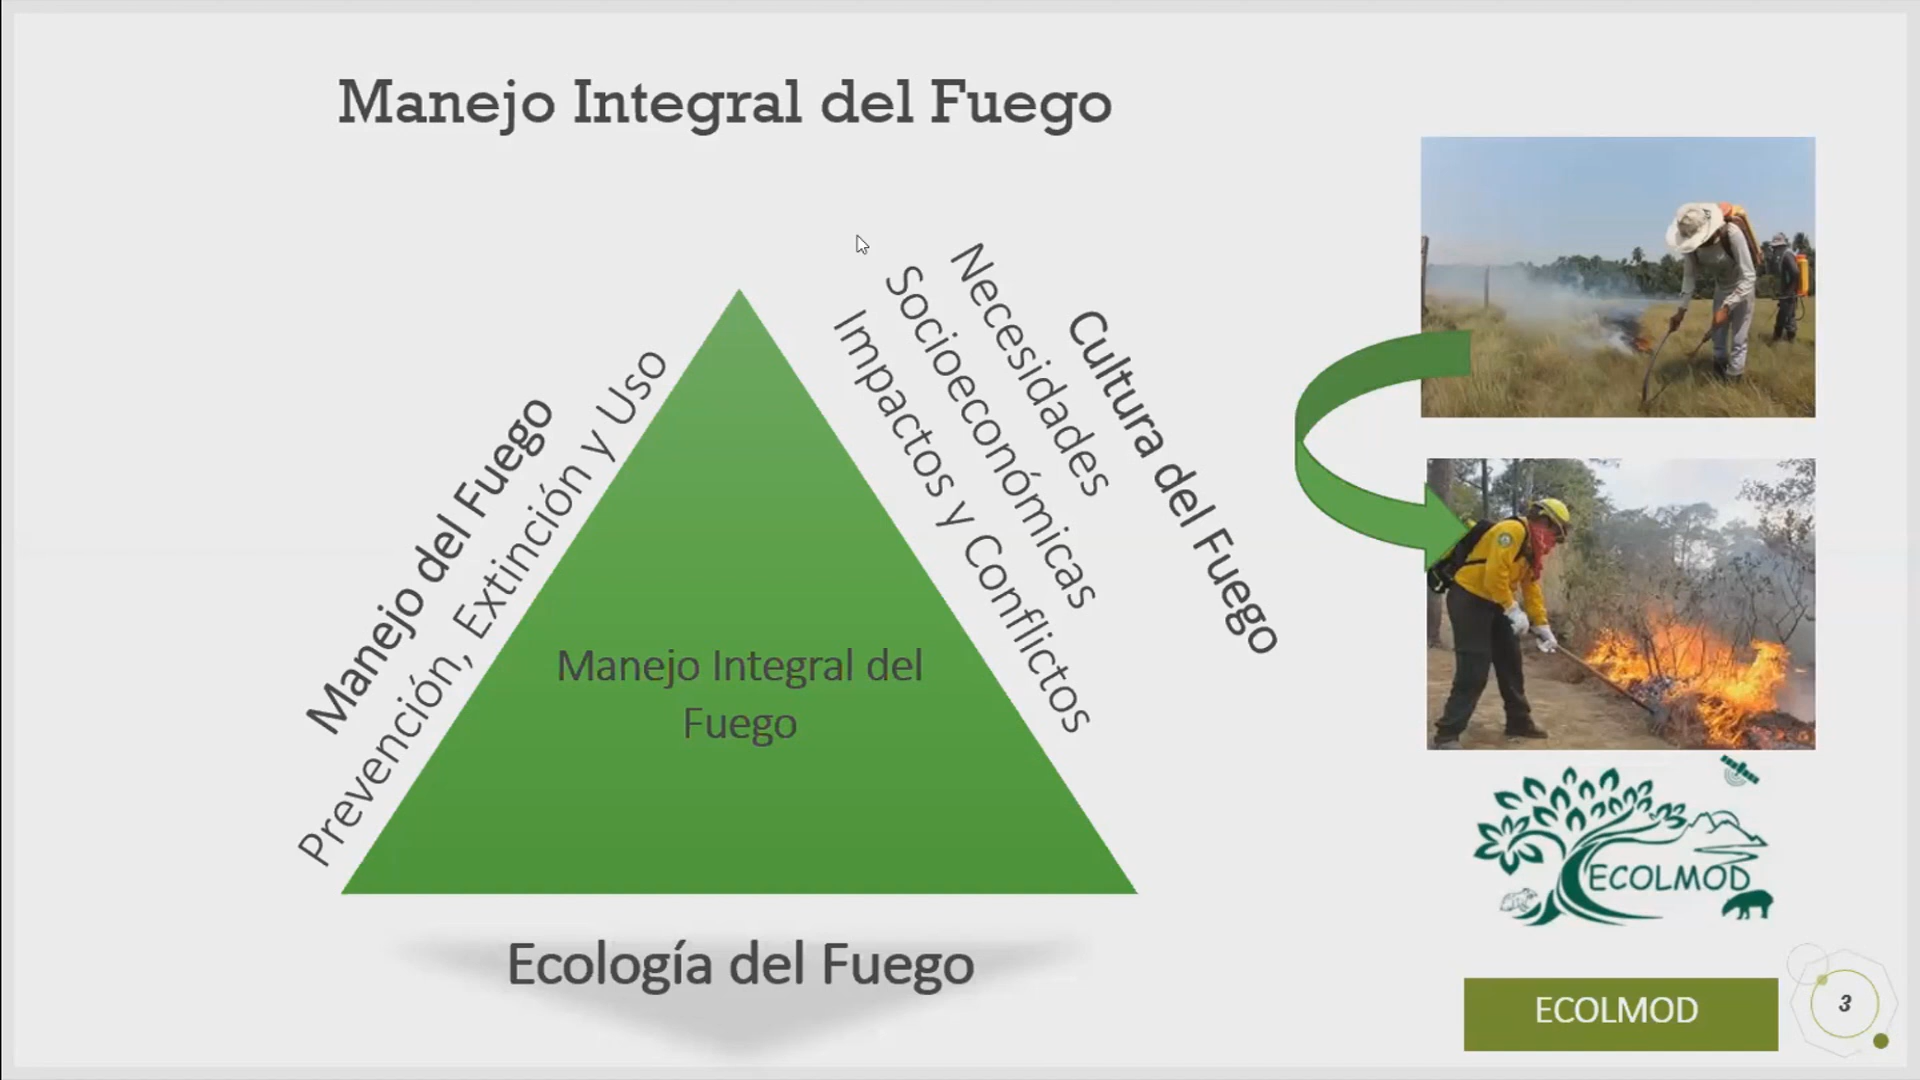 Manejo Integral del Fuego
Manejo del Fuego
Prevención, Extinción y Uso
Necesidades
Socioeconómicas
Impactos y Conflictos
Cultura del Fuego
Manejo Integral del
Fuego
Ecología del Fuego
ECOLMOD
ECOLMOD
3